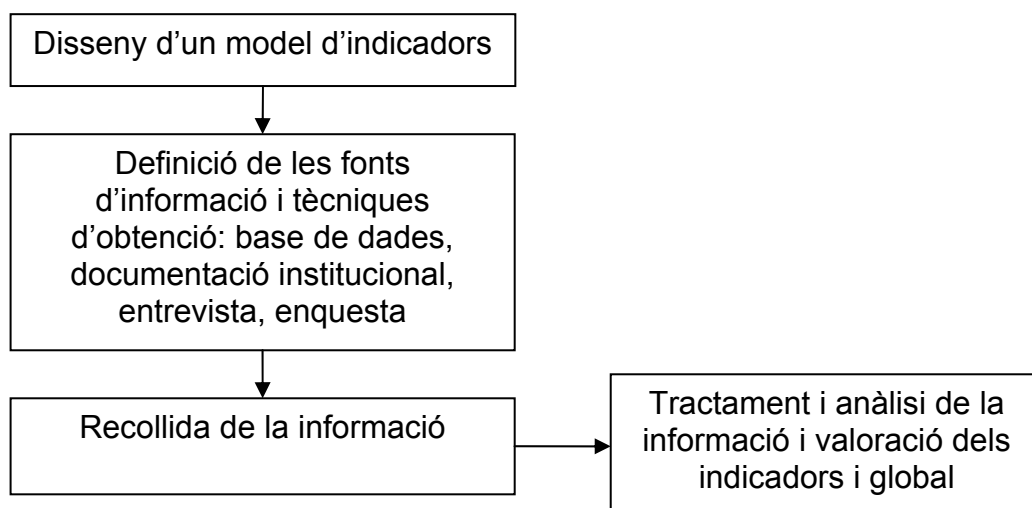 Disseny d’un model d’indicadors
Definició de les fonts
d’informació i tècniques
d’obtenció: base de dades,
documentació institucional,
entrevista, enquesta
Recollida de la informació
Tractament i anàlisi de la
informació i valoració dels
indicadors i global